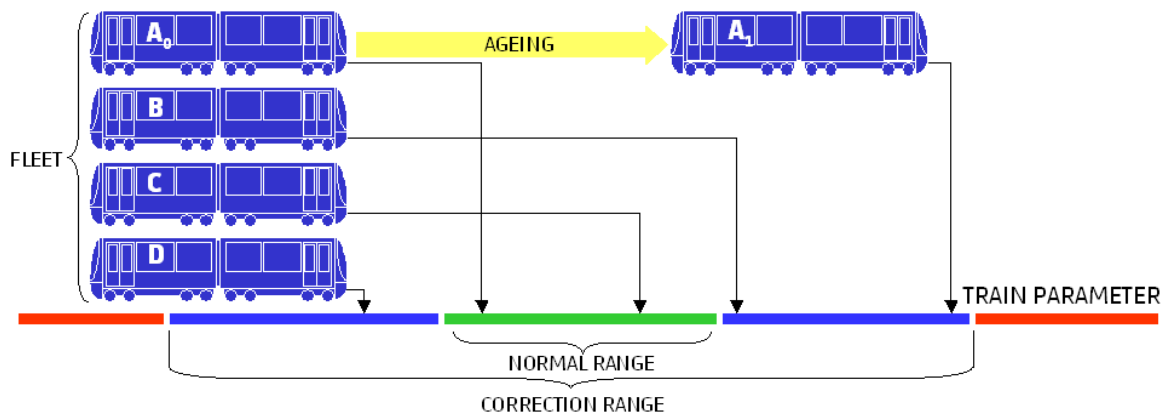 A0
AGEING
A1
B
FLEET
C
D
TRAIN PARAMETER
NORMAL RANGE
CORRECTION RANGE